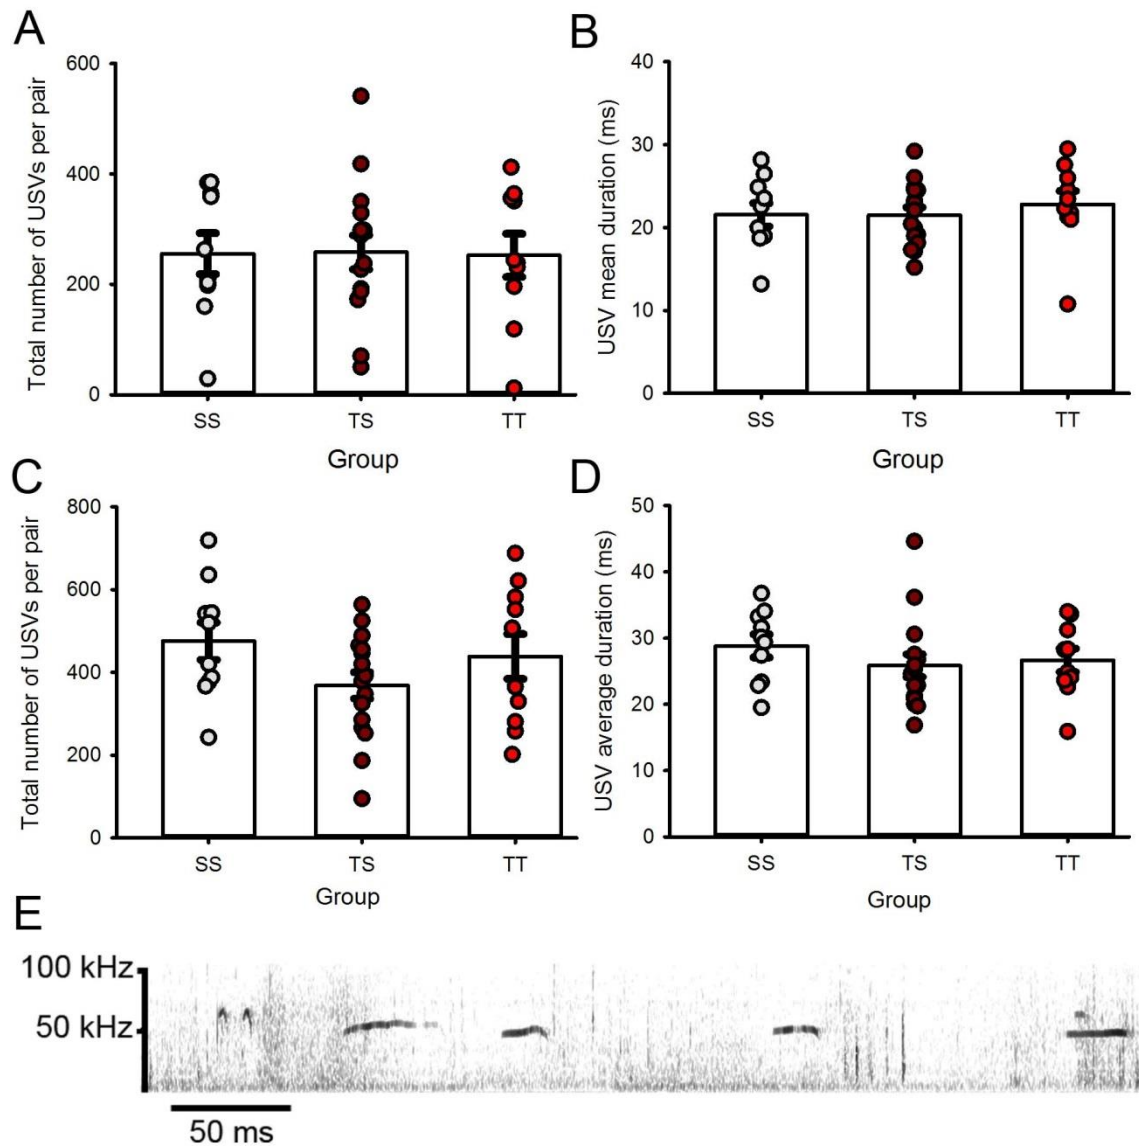 A
Total number of USVs per pair
600
400
200
0
SS TS TT
Group
B
USV mean duration (ms)
40
30
20
10
0
SS TS TT
Group
C
Total number of USVs per pair
800
600
400
200
0
SS TS TT
Group
D
USV average duration (ms)
50
40
30
20
10
0
SS TS TT
Group
E
100 kHz
50 kHz
50 ms